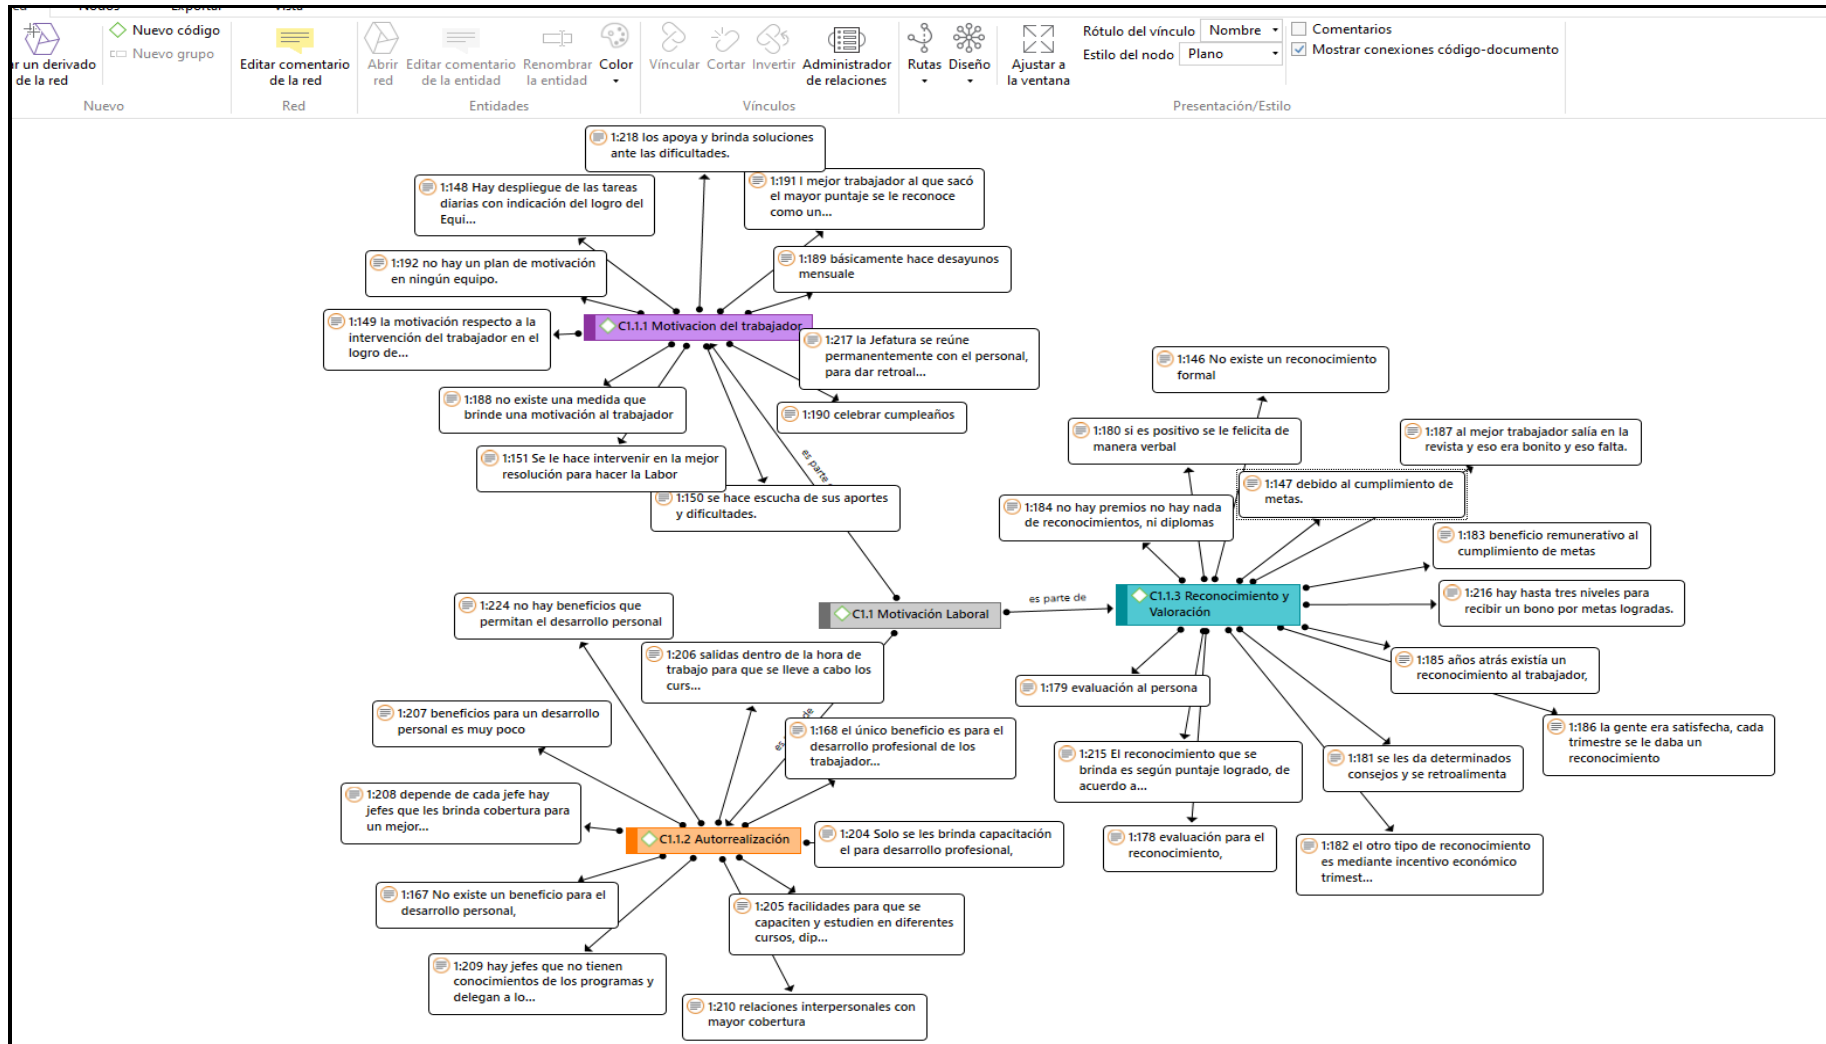 Nuevo código
Nuevo grupo
un derivado
de la red
Nuevo
Editar comentario
de la red
Red
Abrir
red
Editar comentario
de la entidad
Renombrar
la entidad
Color
Entidades
Víncular
Cortar
Invertir
Administrador
de relaciones
Vínculos
Rutas
Diseño
Ajustar a
la ventana
Rótulo del vínculo
Nombre
Estilo del nodo
Plano
Comentarios
Mostrar conexiones código-documento
Presentación/Estilo
1:218 los apoya y brinda soluciones
ante las dificultades.
1:148 Hay despliegue de las tareas
diarias con indicación del logro del
Equi...
1:191 l mejor trabajador al que sacó
el mayor puntaje se le reconoce
como un...
1:192 no hay un plan de motivación
en ningún equipo.
1:189 básicamente hace desayunos
mensuale
1:149 la motivación respecto a la
intervención del trabajador en el
logro de...
C1.1.1 Motivacion del trabajador
1:217 la Jefatura se reúne
permanentemente con el personal,
para dar retroal...
1:188 no existe una medida que
brinde una motivación al trabajador
1:190 celebrar cumpleaños
1:151 Se le hace intervenir en la mejor
resolución para hacer la Labor
es parte
1:150 se hace escucha de sus aportes
y dificultades.
1:146 No existe un reconocimiento
formal
1:180 si es positivo se le felicita de
manera verbal
1:187 al mejor trabajador salía en la
revista y eso era bonito y eso falta.
1:147 debido al cumplimiento de
metas.
1:184 no hay premios no hay nada
de reconocimientos, ni diplomas
1:183 beneficio remunerativo al
cumplimiento de metas
1:224 no hay beneficios que
permitan el desarrollo personal
C1.1 Motivación Laboral
es parte de
C1.1.3 Reconocimiento y
Valoración
1:216 hay hasta tres niveles para
recibir un bono por metas logradas.
1:206 salidas dentro de la hora de
trabajo para que se lleve a cabo los
curs...
1:185 años atrás existía un
reconocimiento al trabajador,
1:179 evaluación al persona
1:207 beneficios para un desarrollo
personal es muy poco
es
de
1:168 el único beneficio es para el
desarrollo profesional de los
trabajador...
1:186 la gente era satisfecha, cada
trimestre se le daba un
reconocimiento
1:215 El reconocimiento que se
brinda es según puntaje logrado, de
acuerdo a...
1:181 se les da determinados
consejos y se retroalimenta
1:208 depende de cada jefe hay
jefes que les brinda cobertura para
un mejor...
C1.1.2 Autorrealización
1:204 Solo se les brinda capacitación
el para desarrollo profesional,
1:178 evaluación para el
reconocimiento,
1:182 el otro tipo de reconocimiento
es mediante incentivo económico
trimest...
1:167 No existe un beneficio para el
desarrollo personal,
1:205 facilidades para que se
capaciten y estudien en diferentes
cursos, dip...
1:209 hay jefes que no tienen
conocimientos de los programas y
delegan a lo...
1:210 relaciones interpersonales con
mayor cobertura